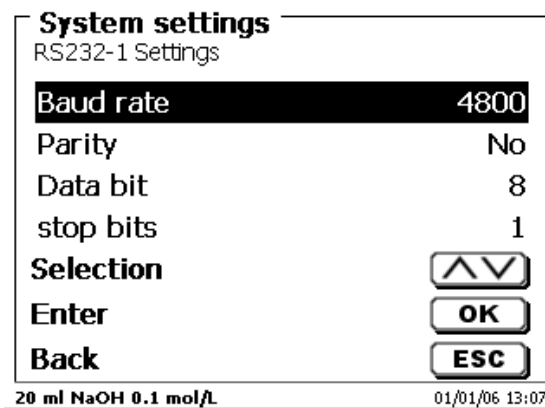 System settings
RS232-1 Settings
Baud rate 4800
Parity No
Data bit 8
stop bits 1
Selection
Enter OK
Back ESC
20 ml NaOH 0.1 mol/L 01/01/06 13:07